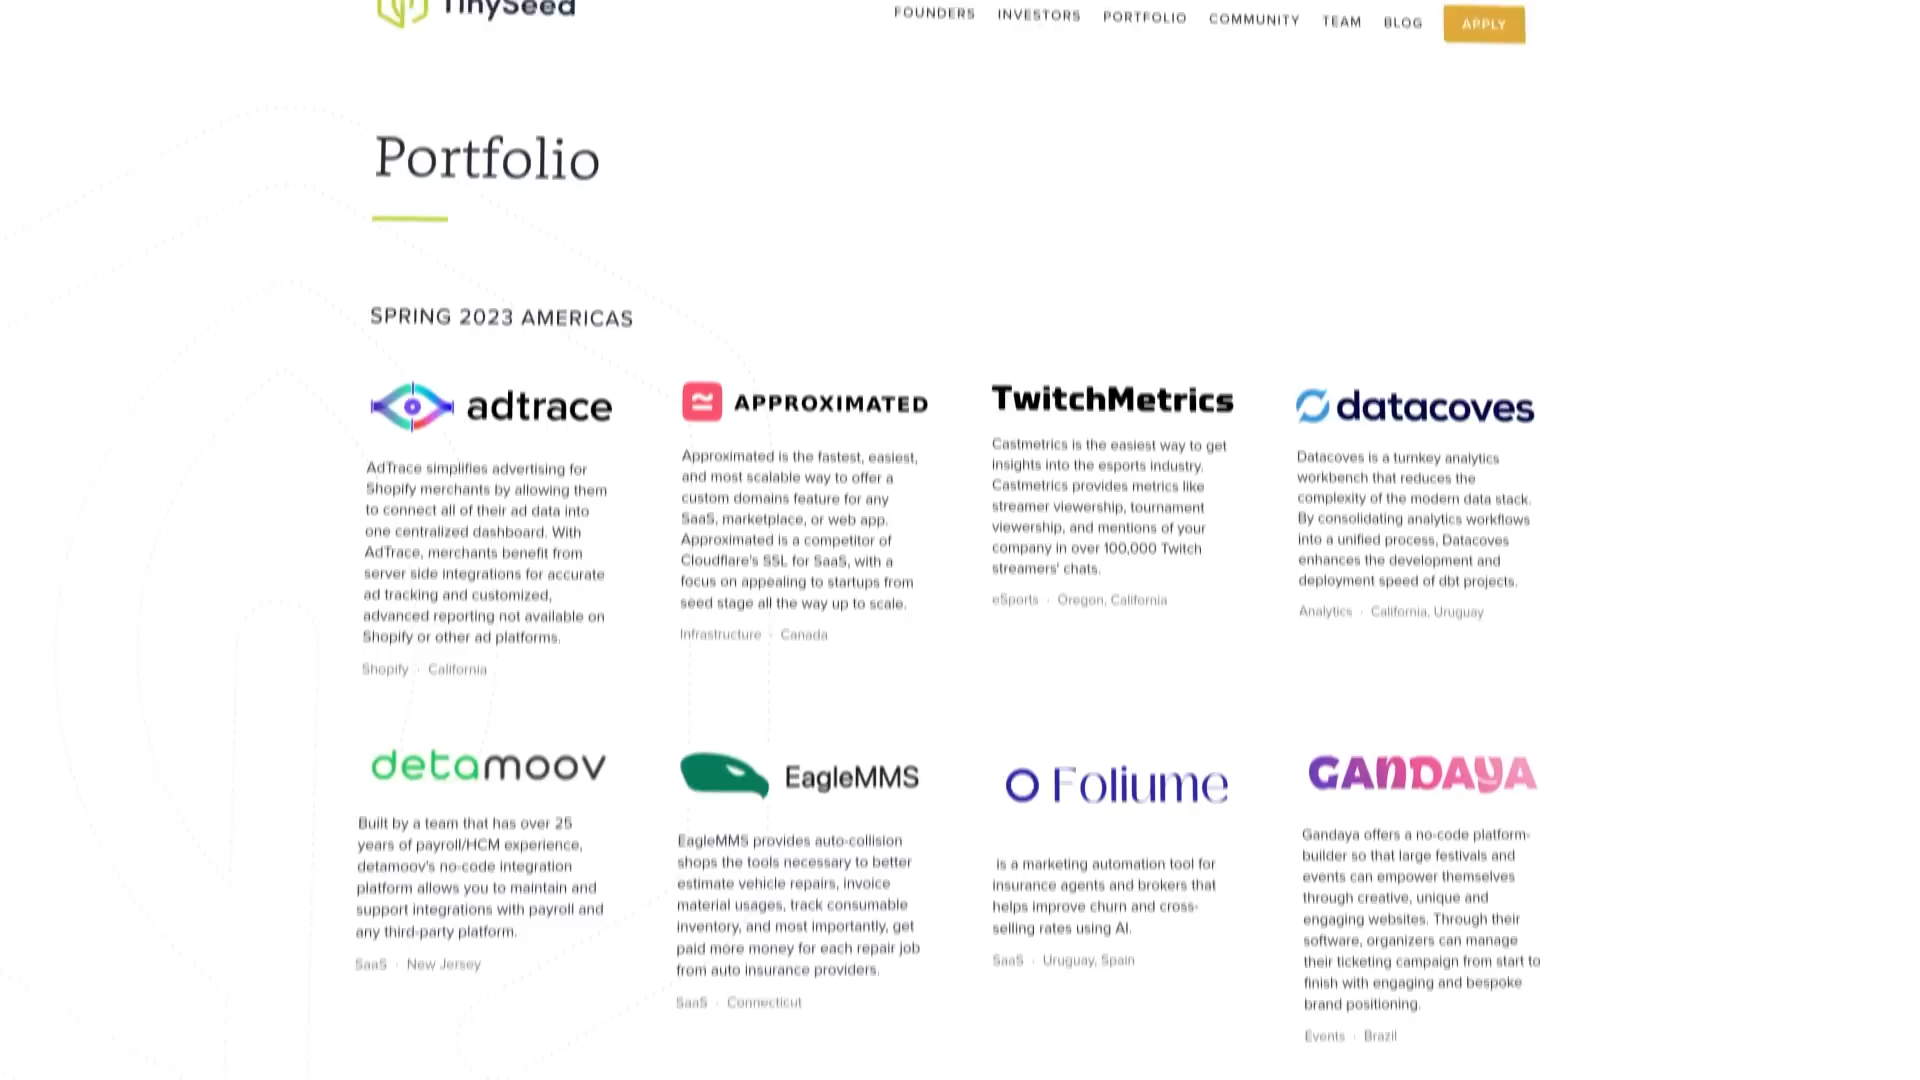 TinySeed
FOUNDERS INVESTORS PORTFOLIO COMMUNITY TEAM BLOG APPLY
Portfolio
SPRING 2023 AMERICAS
adtrace
AdTrace simplifies advertising for
Shopify merchants by allowing them
to connect all of their ad data into
one centralized dashboard. With
AdTrace, merchants benefit from
server side integrations for accurate
ad tracking and customized,
advanced reporting not available on
Shopify or other ad platforms.
Shopify · California
APPROXIMATED
Approximated is the fastest, easiest,
and most scalable way to offer a
custom domains feature for any
SaaS, marketplace, or web app.
Approximated is a competitor of
Cloudflare's SSL for SaaS, with a
focus on appealing to startups from
seed stage all the way up to scale.
Infrastructure · Canada
TwitchMetrics
Castmetrics is the easiest way to get
insights into the esports industry.
Castmetrics provides metrics like
streamer viewership, tournament
viewership, and mentions of your
company in over 100,000 Twitch
streamers' chats.
eSports · Oregon, California
datacoves
Datacoves is a turnkey analytics
workbench that reduces the
complexity of the modern data stack.
By consolidating analytics workflows
into a unified process, Datacoves
enhances the development and
deployment speed of dbt projects.
Analytics · California, Uruguay
detamoov
Built by a team that has over 25
years of payroll/HCM experience,
detamoov's no-code integration
platform allows you to maintain and
support integrations with payroll and
any third-party platform.
SaaS · New Jersey
EagleMMS
EagleMMS provides auto-collision
shops the tools necessary to better
estimate vehicle repairs, invoice
material usages, track consumable
inventory, and most importantly, get
paid more money for each repair job
from auto insurance providers.
SaaS · Connecticut
Foliume
is a marketing automation tool for
insurance agents and brokers that
helps improve churn and cross-
selling rates using AI.
SaaS · Uruguay, Spain
GANDAYA
Gandaya offers a no-code platform-
builder so that large festivals and
events can empower themselves
through creative, unique and
engaging websites. Through their
software, organizers can manage
their ticketing campaign from start to
finish with engaging and bespoke
brand positioning.
Events · Brazil